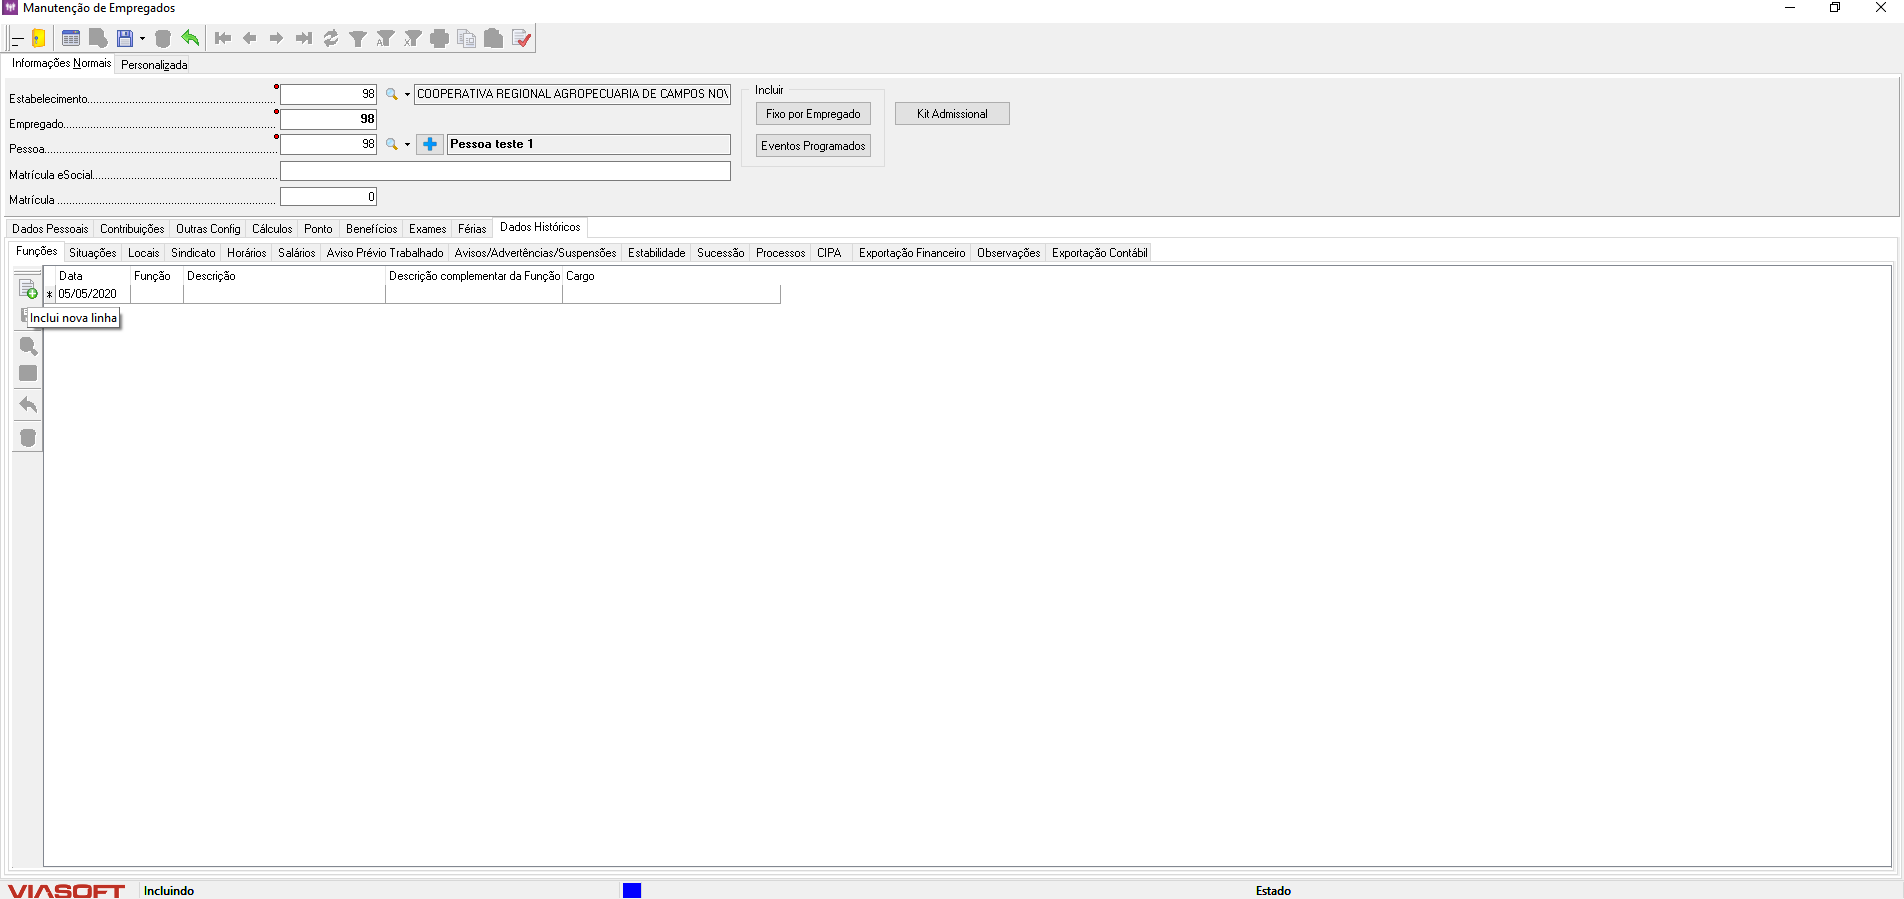 Manutenção de Empregados
Informações Normais Personalizada
Estabelecimento 98 COOPERATIVA REGIONAL AGROPECUARIA DE CAMPOS NOV
Empregado 98
Pessoa 98 Pessoa teste 1
Matrícula eSocial
Matrícula 0
Incluir
Fixo por Empregado
Eventos Programados
Kit Admissional
Dados Pessoais Contribuições Outras Config Cálculos Ponto Benefícios Exames Férias Dados Históricos
Funções Situações Locais Sindicato Horários Salários Aviso Prévio Trabalhado Avisos/Advertências/Suspensões Estabilidade Sucessão Processos CIPA Exportação Financeiro Observações Exportação Contábil
Data Função Descrição Descrição complementar da Função Cargo
* 05/05/2020
Inclui nova linha
VIASOFT Incluindo Estado